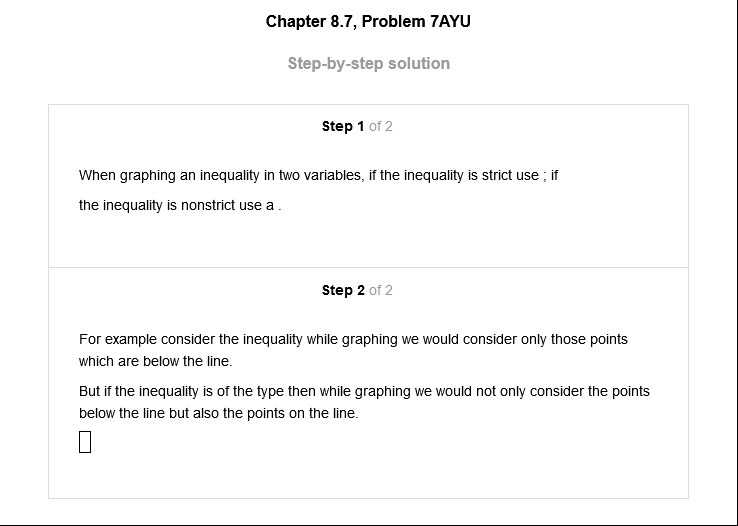 Chapter 8.7, Problem 7AYU
Step-by-step solution
Step 1 of 2
When graphing an inequality in two variables, if the inequality is strict use ; if
the inequality is nonstrict use a .
Step 2 of 2
For example consider the inequality while graphing we would consider only those points
which are below the line.
But if the inequality is of the type then while graphing we would not only consider the points
below the line but also the points on the line.